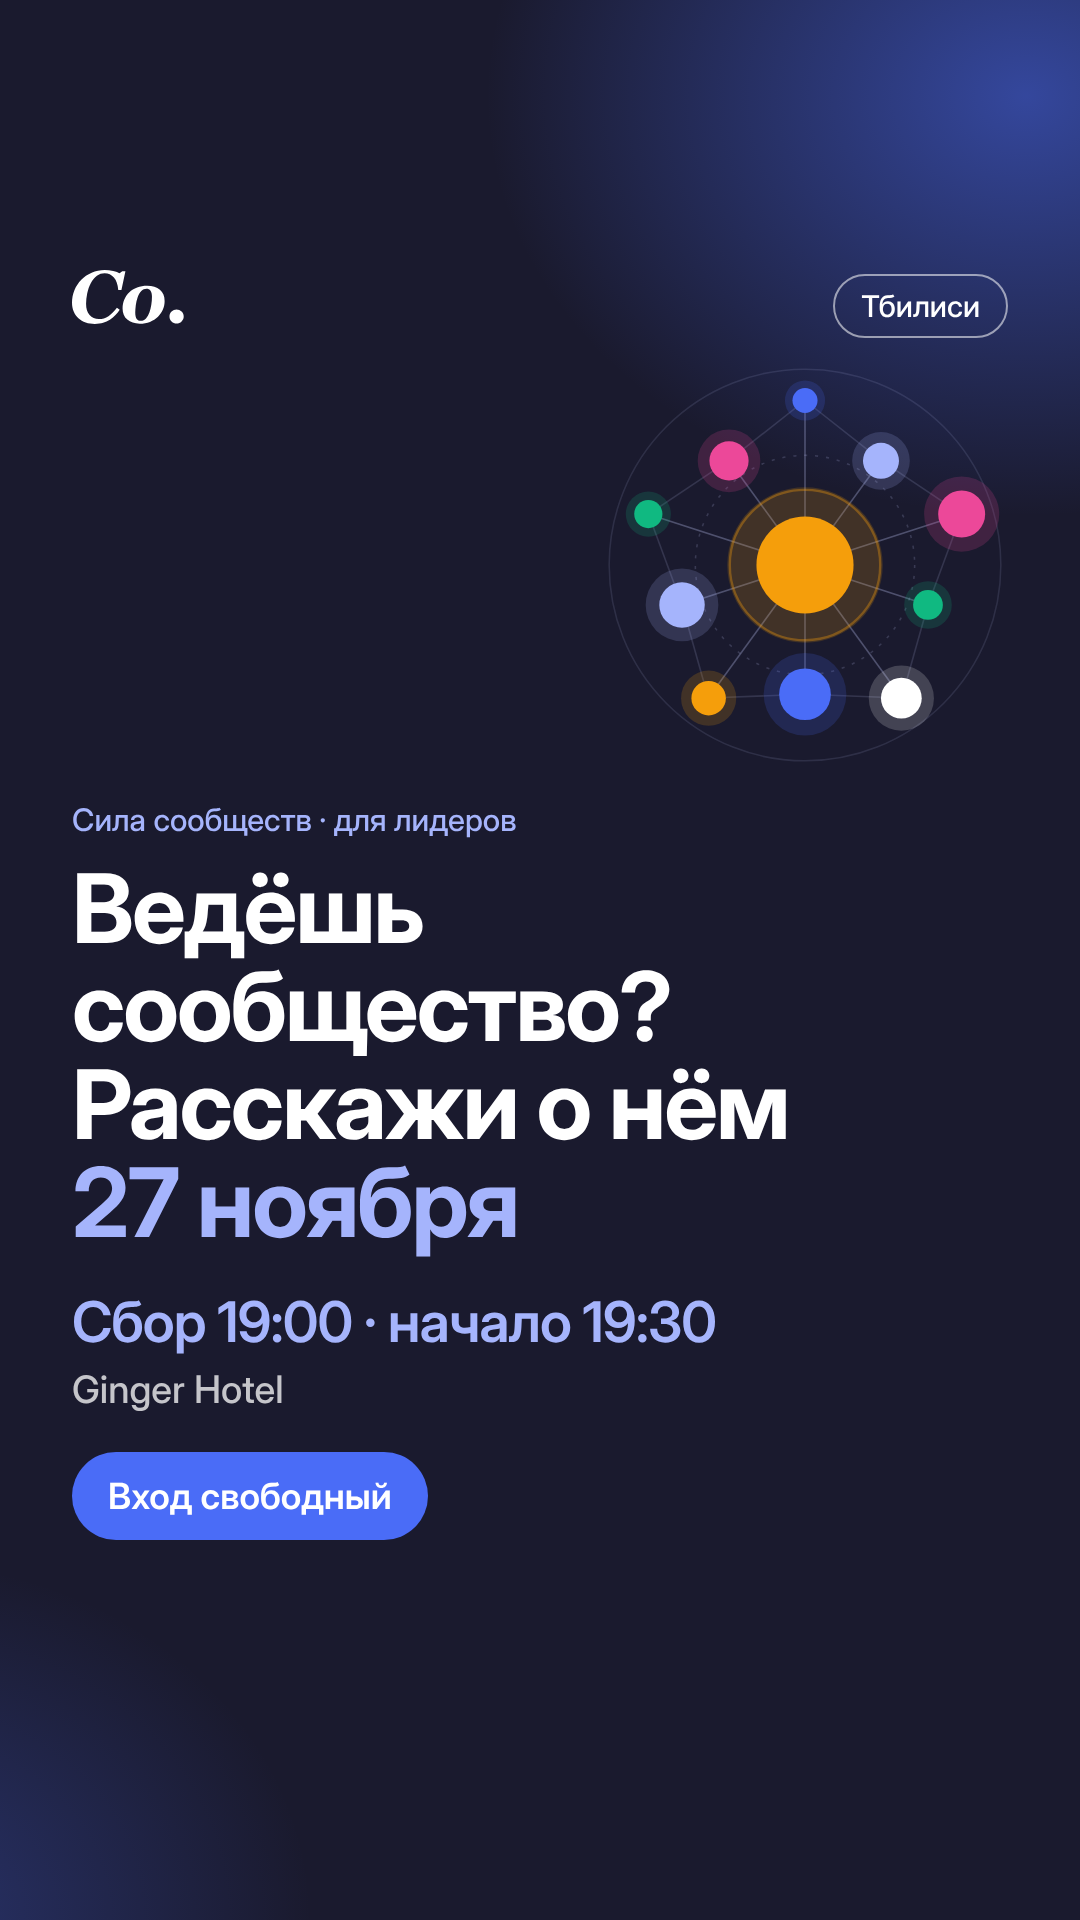 Co.
Тбилиси
Сила сообществ · для лидеров
Ведёшь
сообщество?
Расскажи о нём
27 ноября
Сбор 19:00 · начало 19:30
Ginger Hotel
Вход свободный